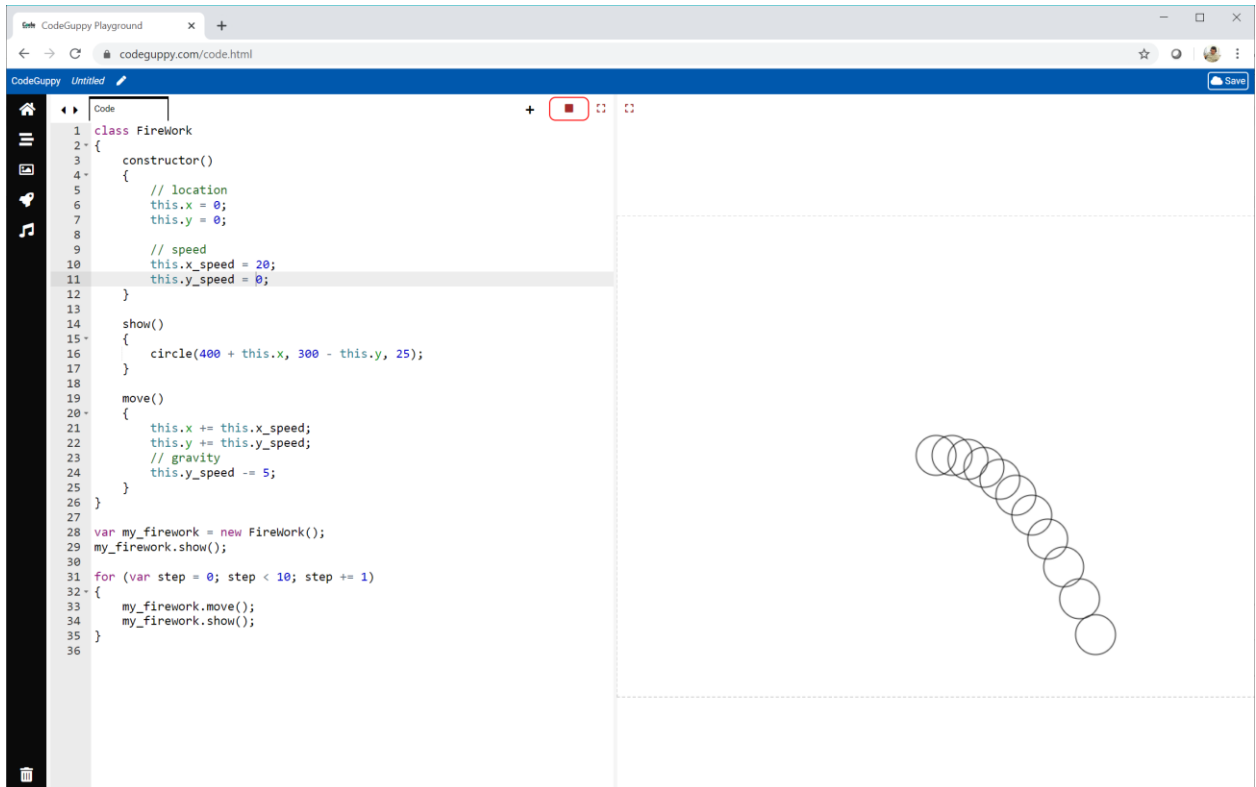 Code CodeGuppy Playground
codeguppy.com/code.html
CodeGuppy Untitled Save
Code
1 class FireWork
2 {
3     constructor()
4     {
5         // location
6         this.x = 0;
7         this.y = 0;
8
9         // speed
10         this.x_speed = 20;
11         this.y_speed = 0;
12     }
13
14     show()
15     {
16         circle(400 + this.x, 300 - this.y, 25);
17     }
18
19     move()
20     {
21         this.x += this.x_speed;
22         this.y += this.y_speed;
23         // gravity
24         this.y_speed -= 5;
25     }
26 }
27
28 var my_firework = new FireWork();
29 my_firework.show();
30
31 for (var step = 0; step < 10; step += 1)
32 {
33     my_firework.move();
34     my_firework.show();
35 }
36